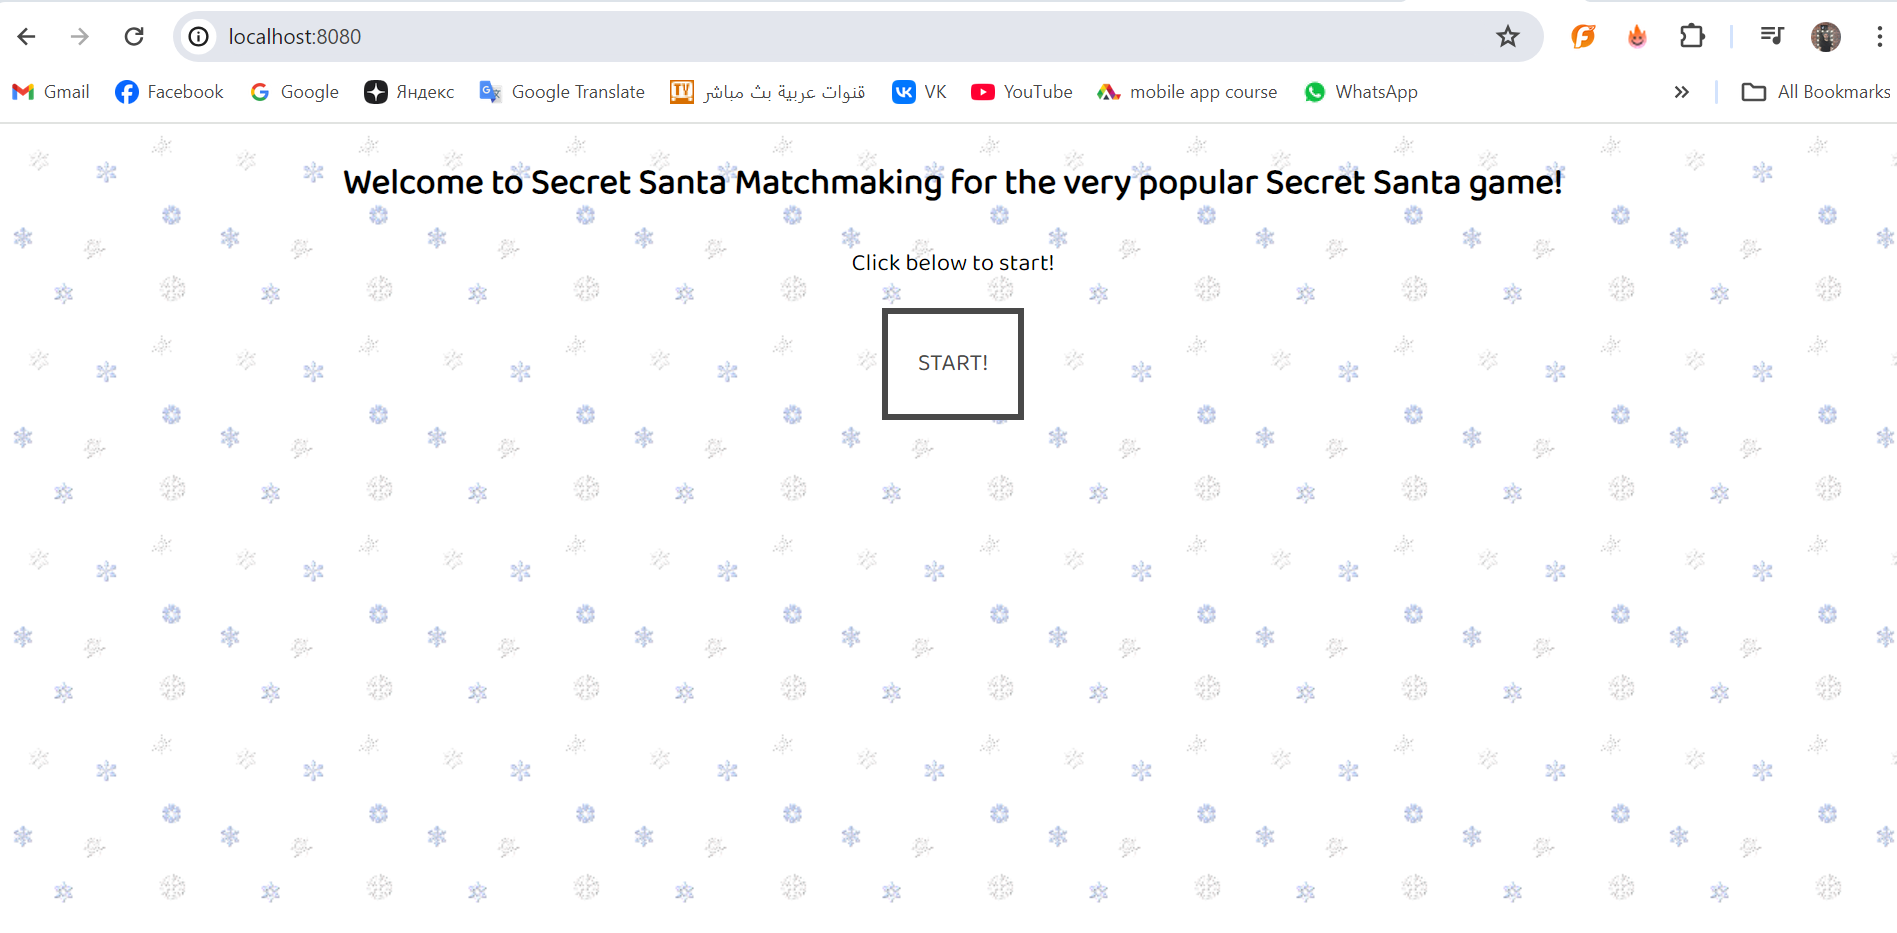 localhost:8080
Gmail Facebook Google Яндекс Google Translate قنوات عربية بث مباشر VK YouTube mobile app course WhatsApp » All Bookmarks
Welcome to Secret Santa Matchmaking for the very popular Secret Santa game!
Click below to start!
START!